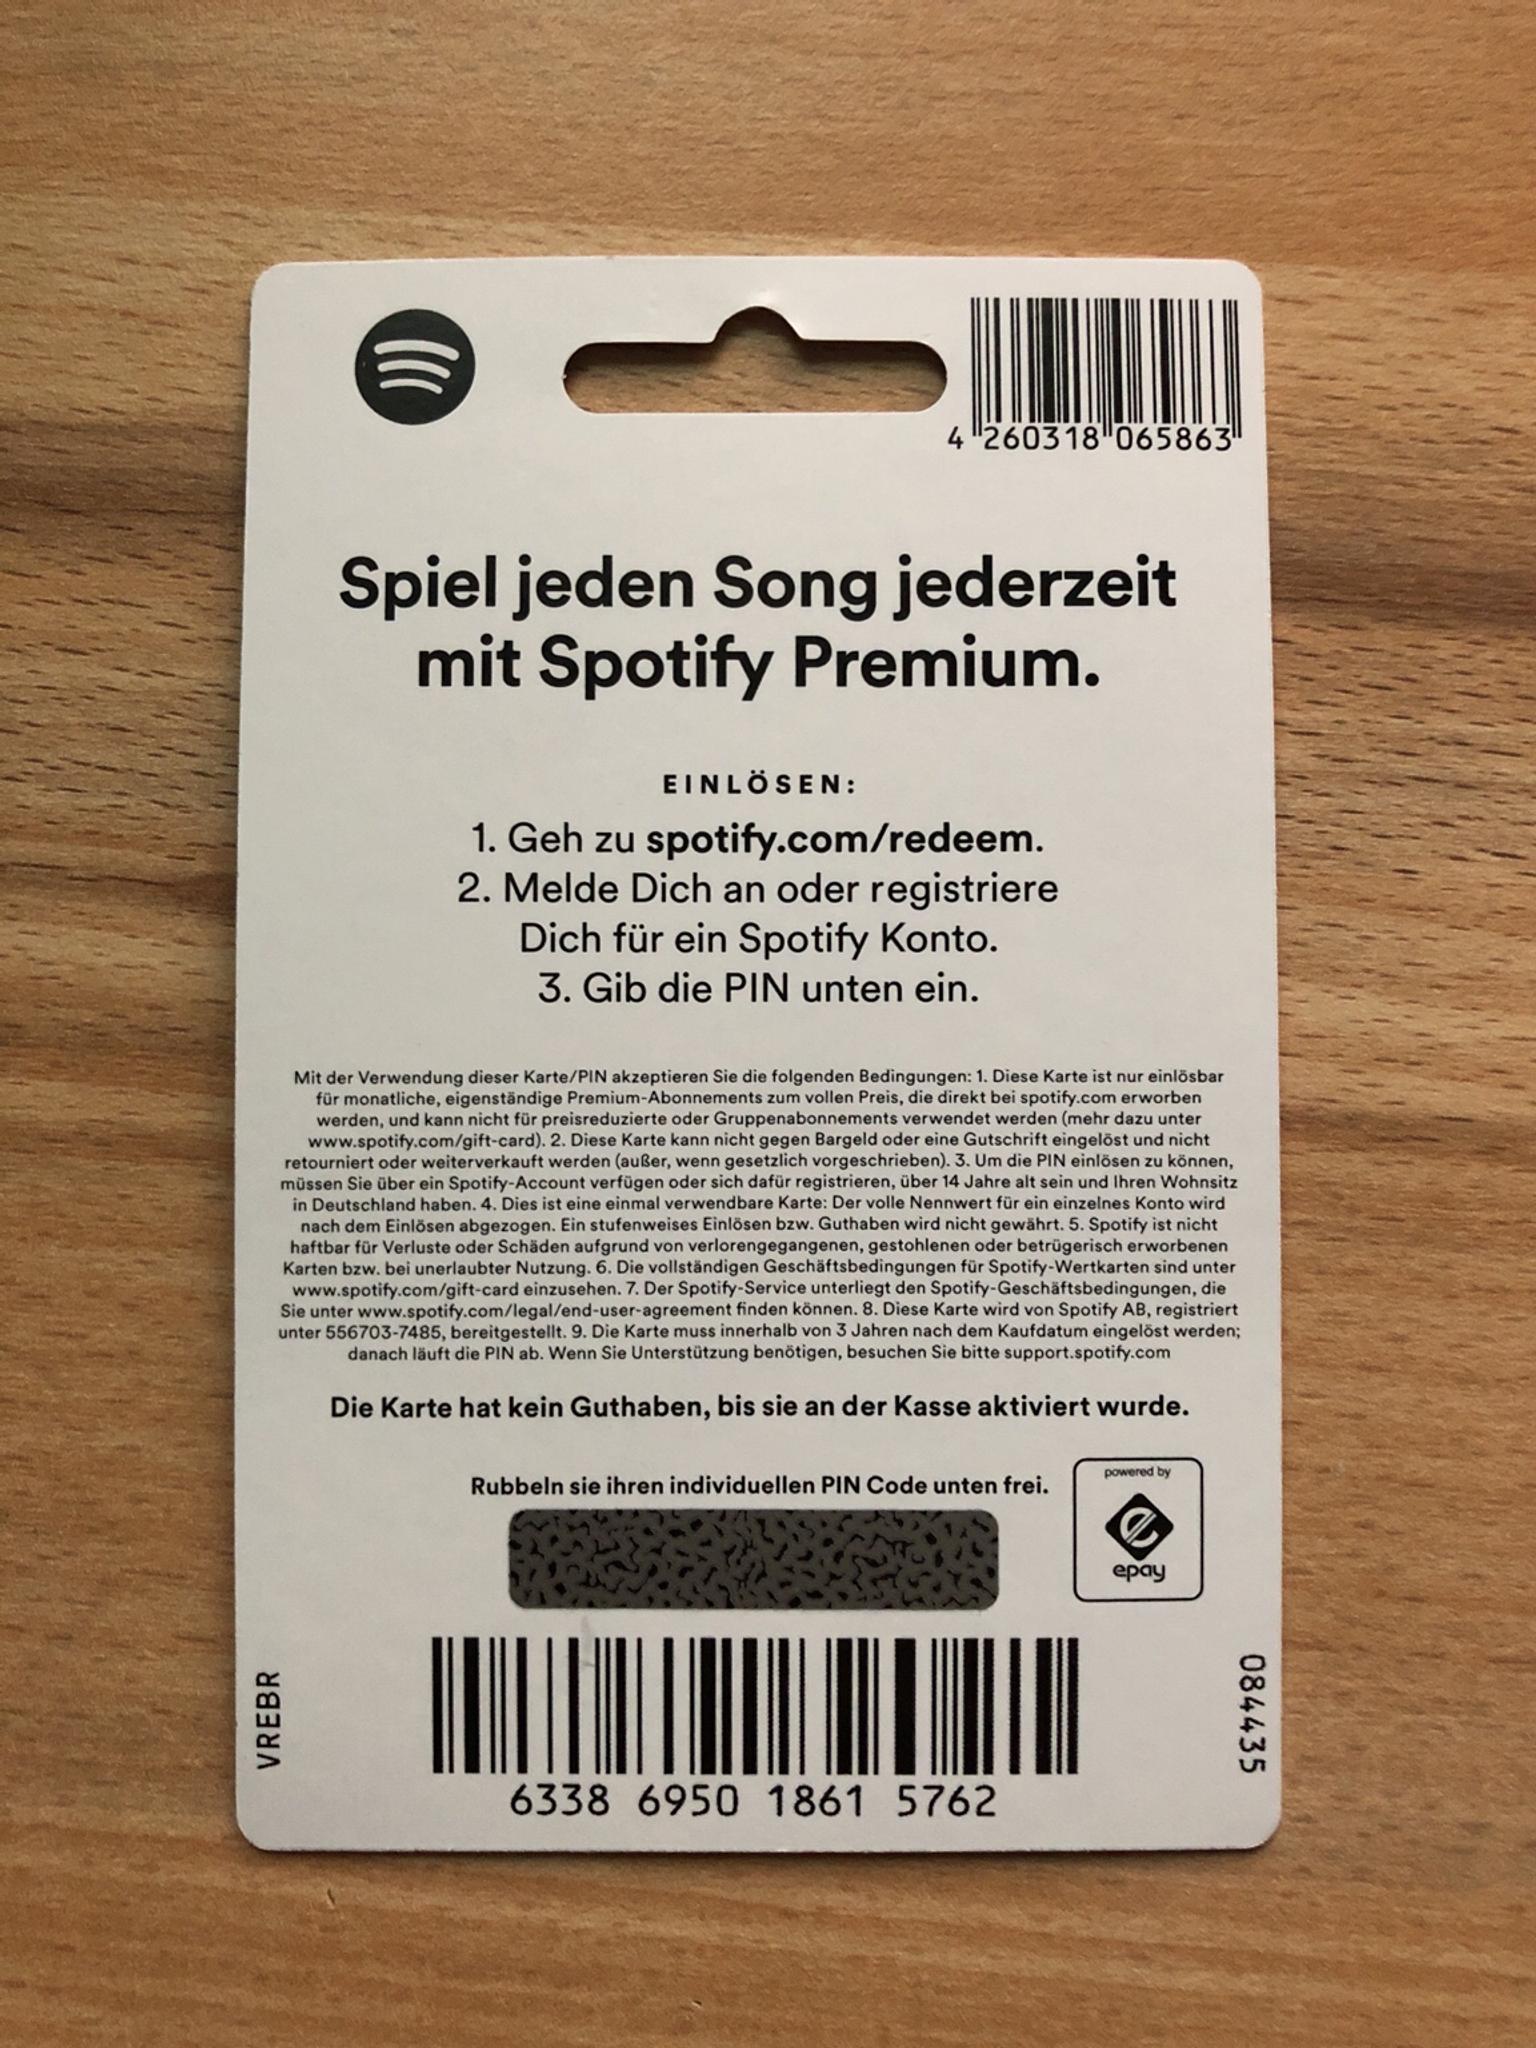 4 260318 065863
Spiel jeden Song jederzeit
mit Spotify Premium.
EINLÖSEN:
1. Geh zu spotify.com/redeem.
2. Melde Dich an oder registriere
Dich für ein Spotify Konto.
3. Gib die PIN unten ein.
Mit der Verwendung dieser Karte/PIN akzeptieren Sie die folgenden Bedingungen: 1. Diese Karte ist nur einlösbar
für monatliche, eigenständige Premium-Abonnements zum vollen Preis, die direkt bei spotify.com erworben
werden, und kann nicht für preisreduzierte oder Gruppenabonnements verwendet werden (mehr dazu unter
www.spotify.com/gift-card). 2. Diese Karte kann nicht gegen Bargeld oder eine Gutschrift eingelöst und nicht
retourniert oder weiterverkauft werden (außer, wenn gesetzlich vorgeschrieben). 3. Um die PIN einlösen zu können,
müssen Sie über ein Spotify-Account verfügen oder sich dafür registrieren, über 14 Jahre alt sein und Ihren Wohnsitz
in Deutschland haben. 4. Dies ist eine einmal verwendbare Karte: Der volle Nennwert für ein einzelnes Konto wird
nach dem Einlösen abgezogen. Ein stufenweises Einlösen bzw. Guthaben wird nicht gewährt. 5. Spotify ist nicht
haftbar für Verluste oder Schäden aufgrund von verlorengegangenen, gestohlenen oder betrügerisch erworbenen
Karten bzw. bei unerlaubter Nutzung. 6. Die vollständigen Geschäftsbedingungen für Spotify-Wertkarten sind unter
www.spotify.com/gift-card einzusehen. 7. Der Spotify-Service unterliegt den Spotify-Geschäftsbedingungen, die
Sie unter www.spotify.com/legal/end-user-agreement finden können. 8. Diese Karte wird von Spotify AB, registriert
unter 556703-7485, bereitgestellt. 9. Die Karte muss innerhalb von 3 Jahren nach dem Kaufdatum eingelöst werden;
danach läuft die PIN ab. Wenn Sie Unterstützung benötigen, besuchen Sie bitte support.spotify.com
Die Karte hat kein Guthaben, bis sie an der Kasse aktiviert wurde.
Rubbeln sie ihren individuellen PIN Code unten frei.
powered by
epay
VREBR
084435
6338 6950 1861 5762